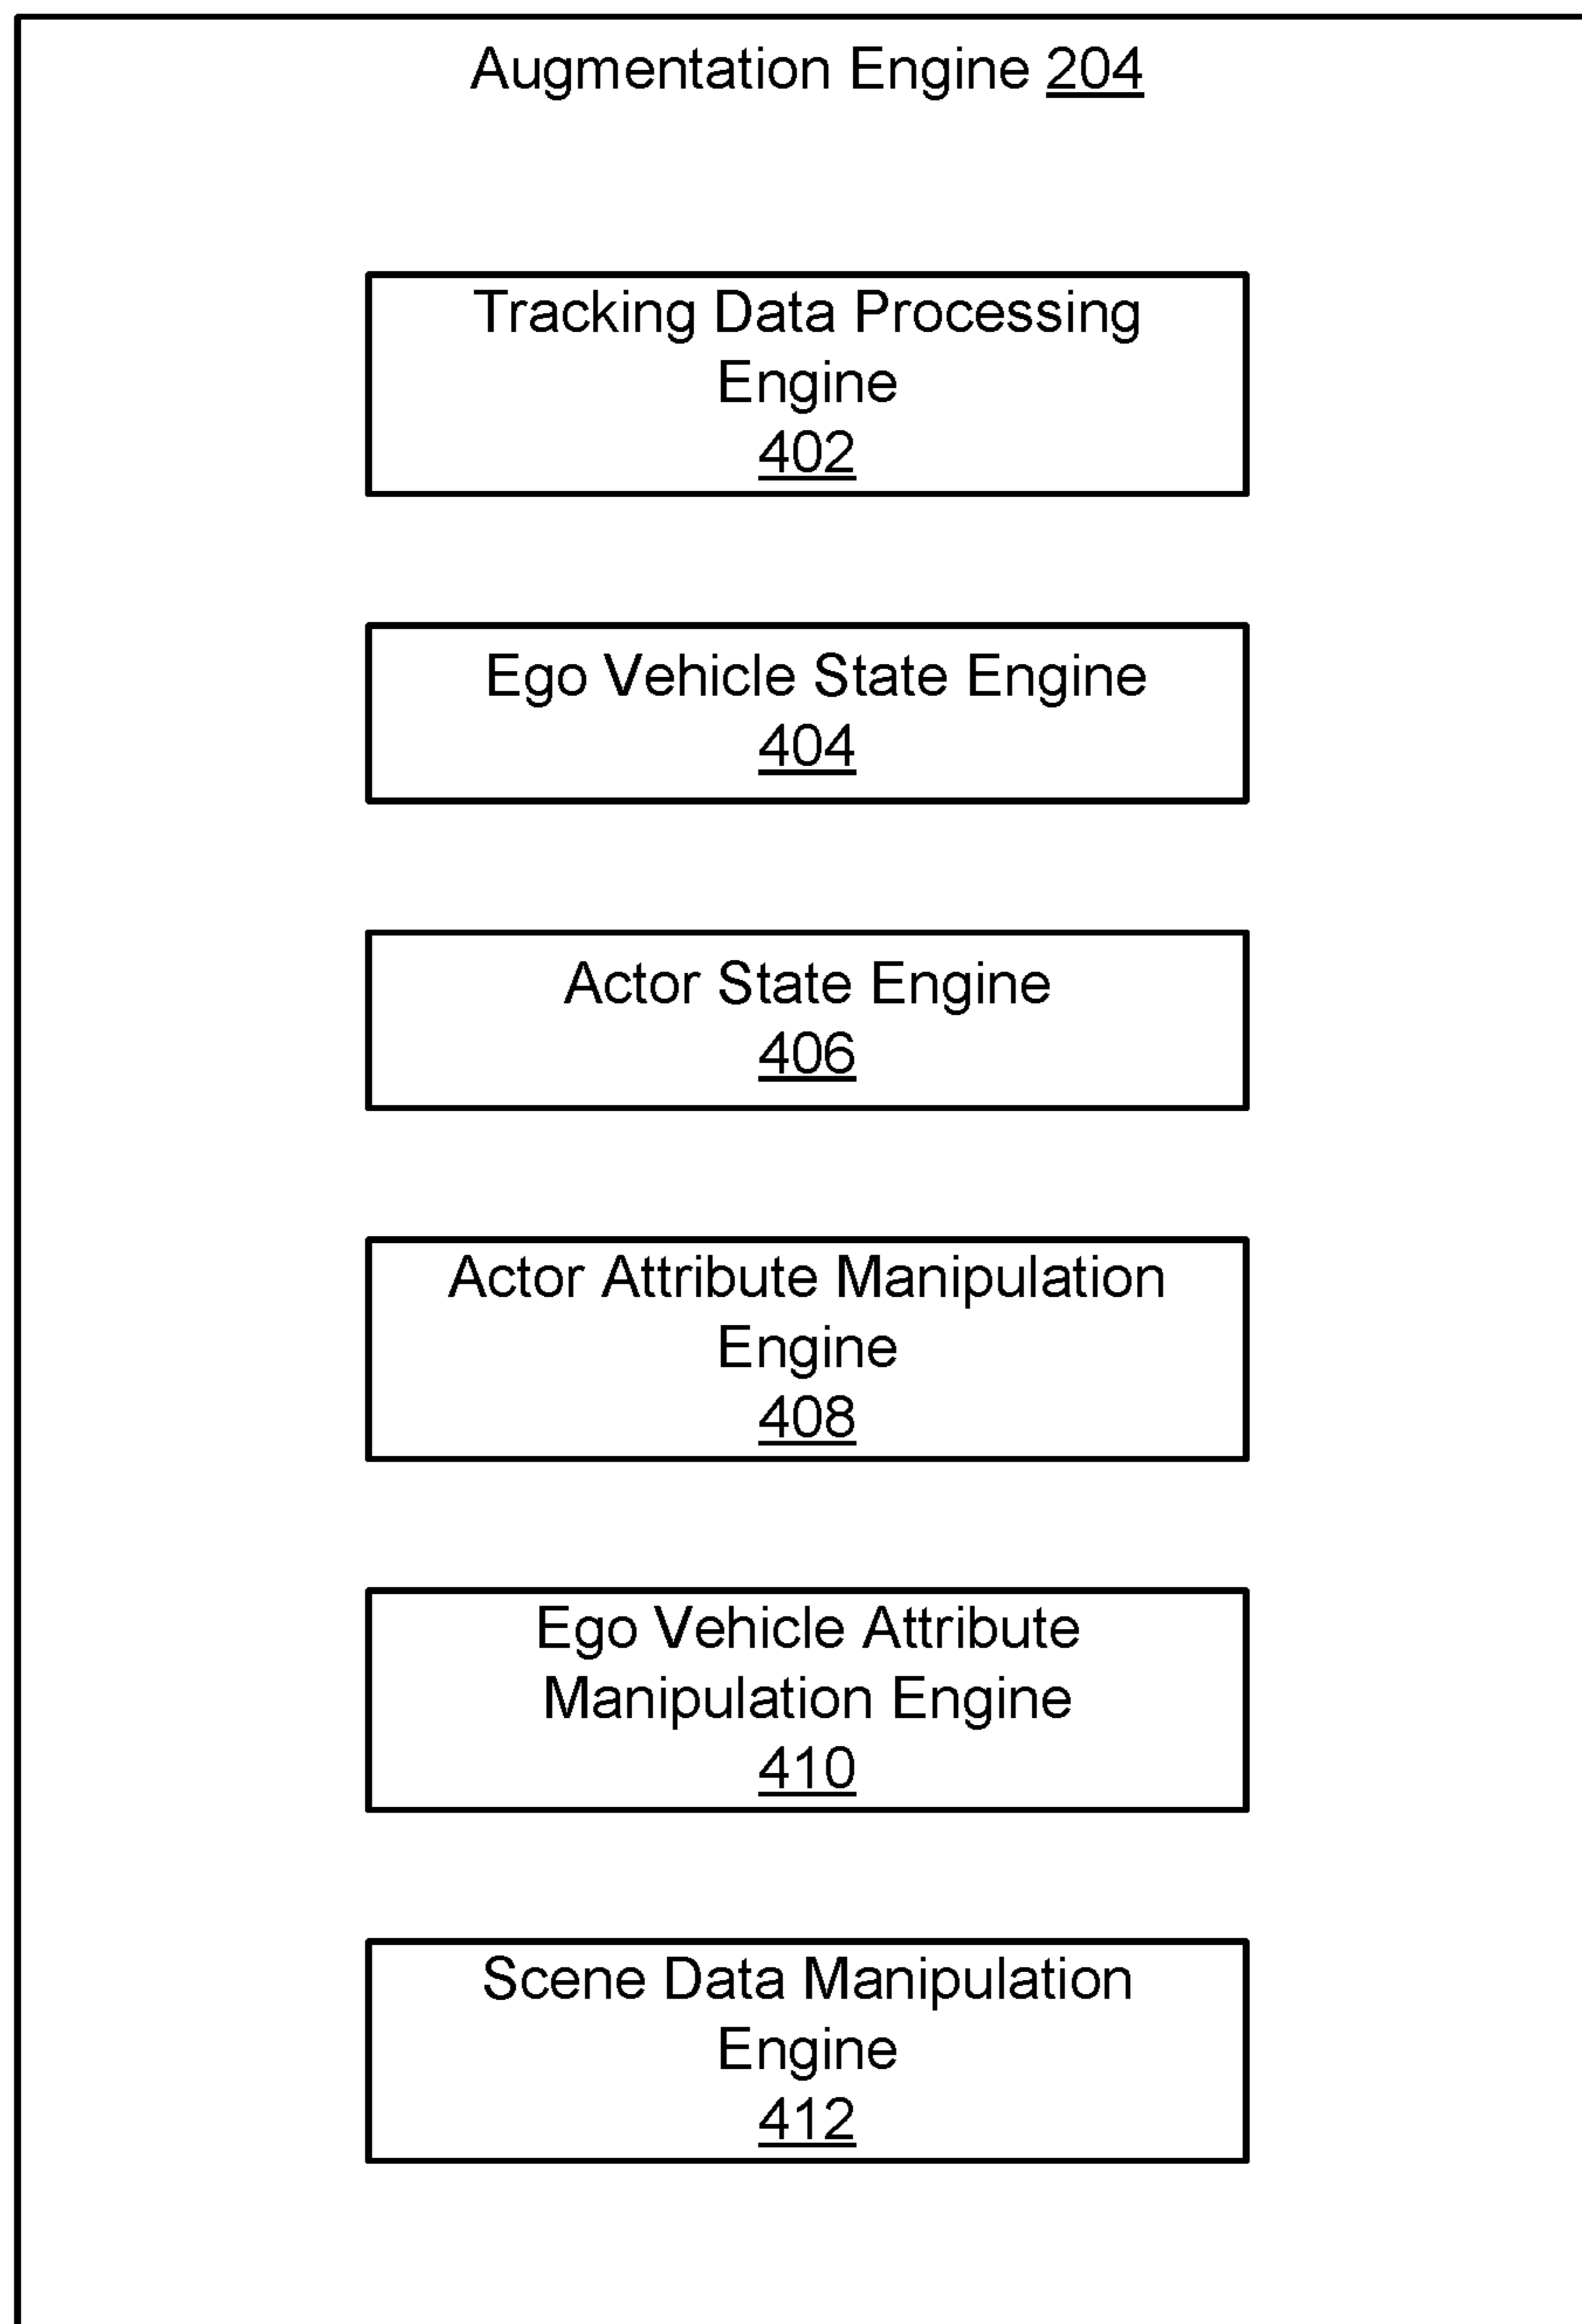 Augmentation Engine 204
Tracking Data Processing
Engine
402
Ego Vehicle State Engine
404
Actor State Engine
406
Actor Attribute Manipulation
Engine
408
Ego Vehicle Attribute
Manipulation Engine
410
Scene Data Manipulation
Engine
412